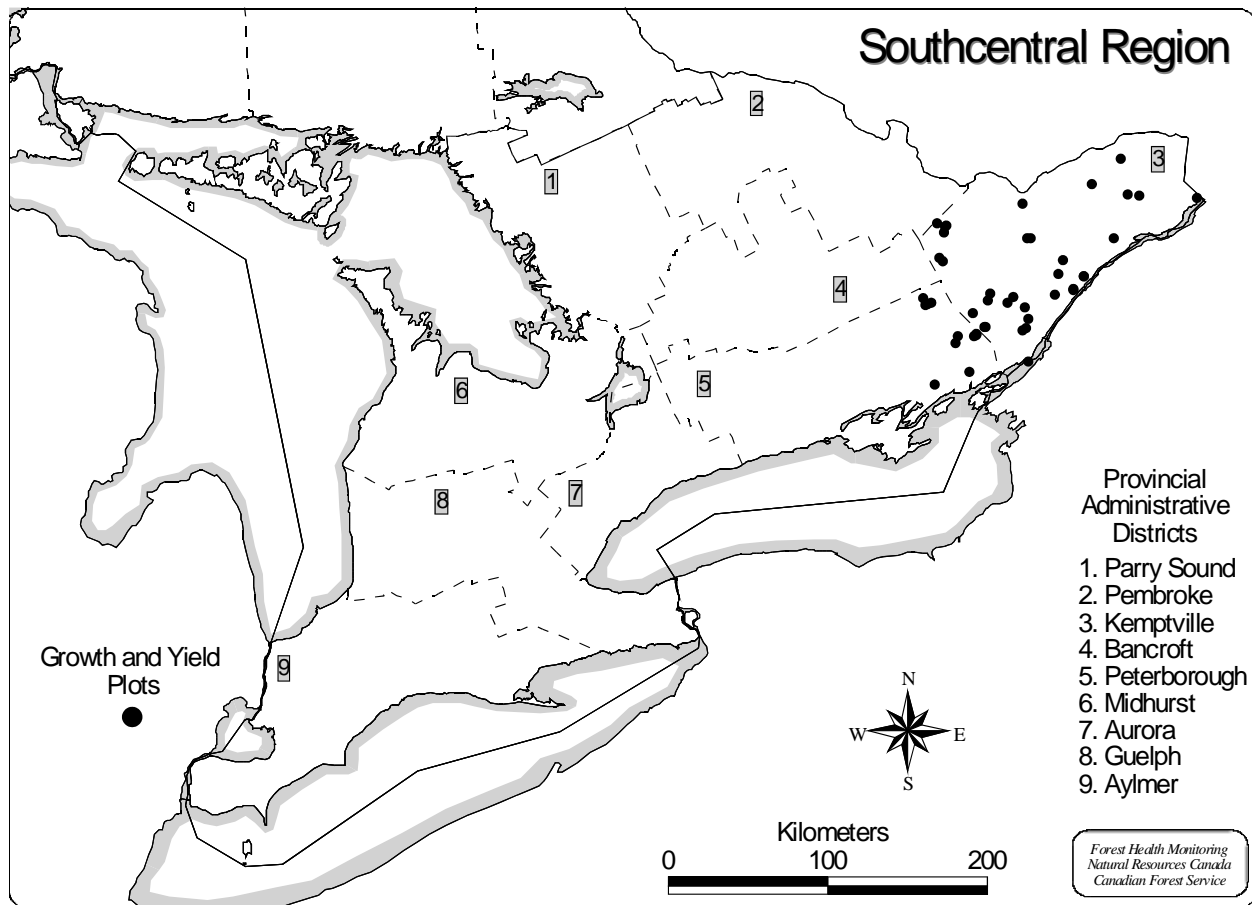 Southcentral Region
2
3
1
4
5
6
7
8
9
Provincial
Administrative
Districts
1. Parry Sound
2. Pembroke
3. Kemptville
4. Bancroft
5. Peterborough
6. Midhurst
7. Aurora
8. Guelph
9. Aylmer
Growth and Yield
Plots
N
W E
S
Kilometers
0 100 200
Forest Health Monitoring
Natural Resources Canada
Canadian Forest Service